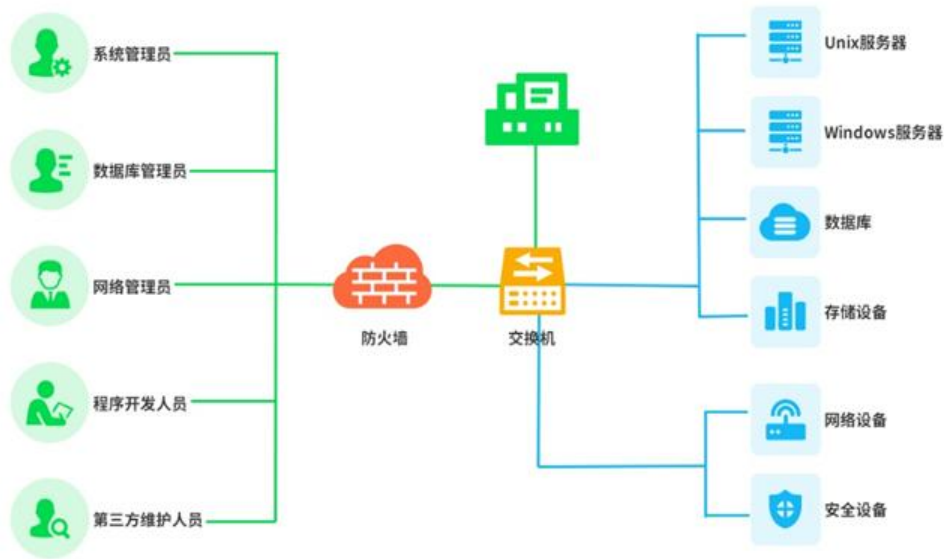 系统管理员
数据库管理员
网络管理员
程序开发人员
第三方维护人员
防火墙
交换机
Unix服务器
Windows服务器
数据库
存储设备
网络设备
安全设备